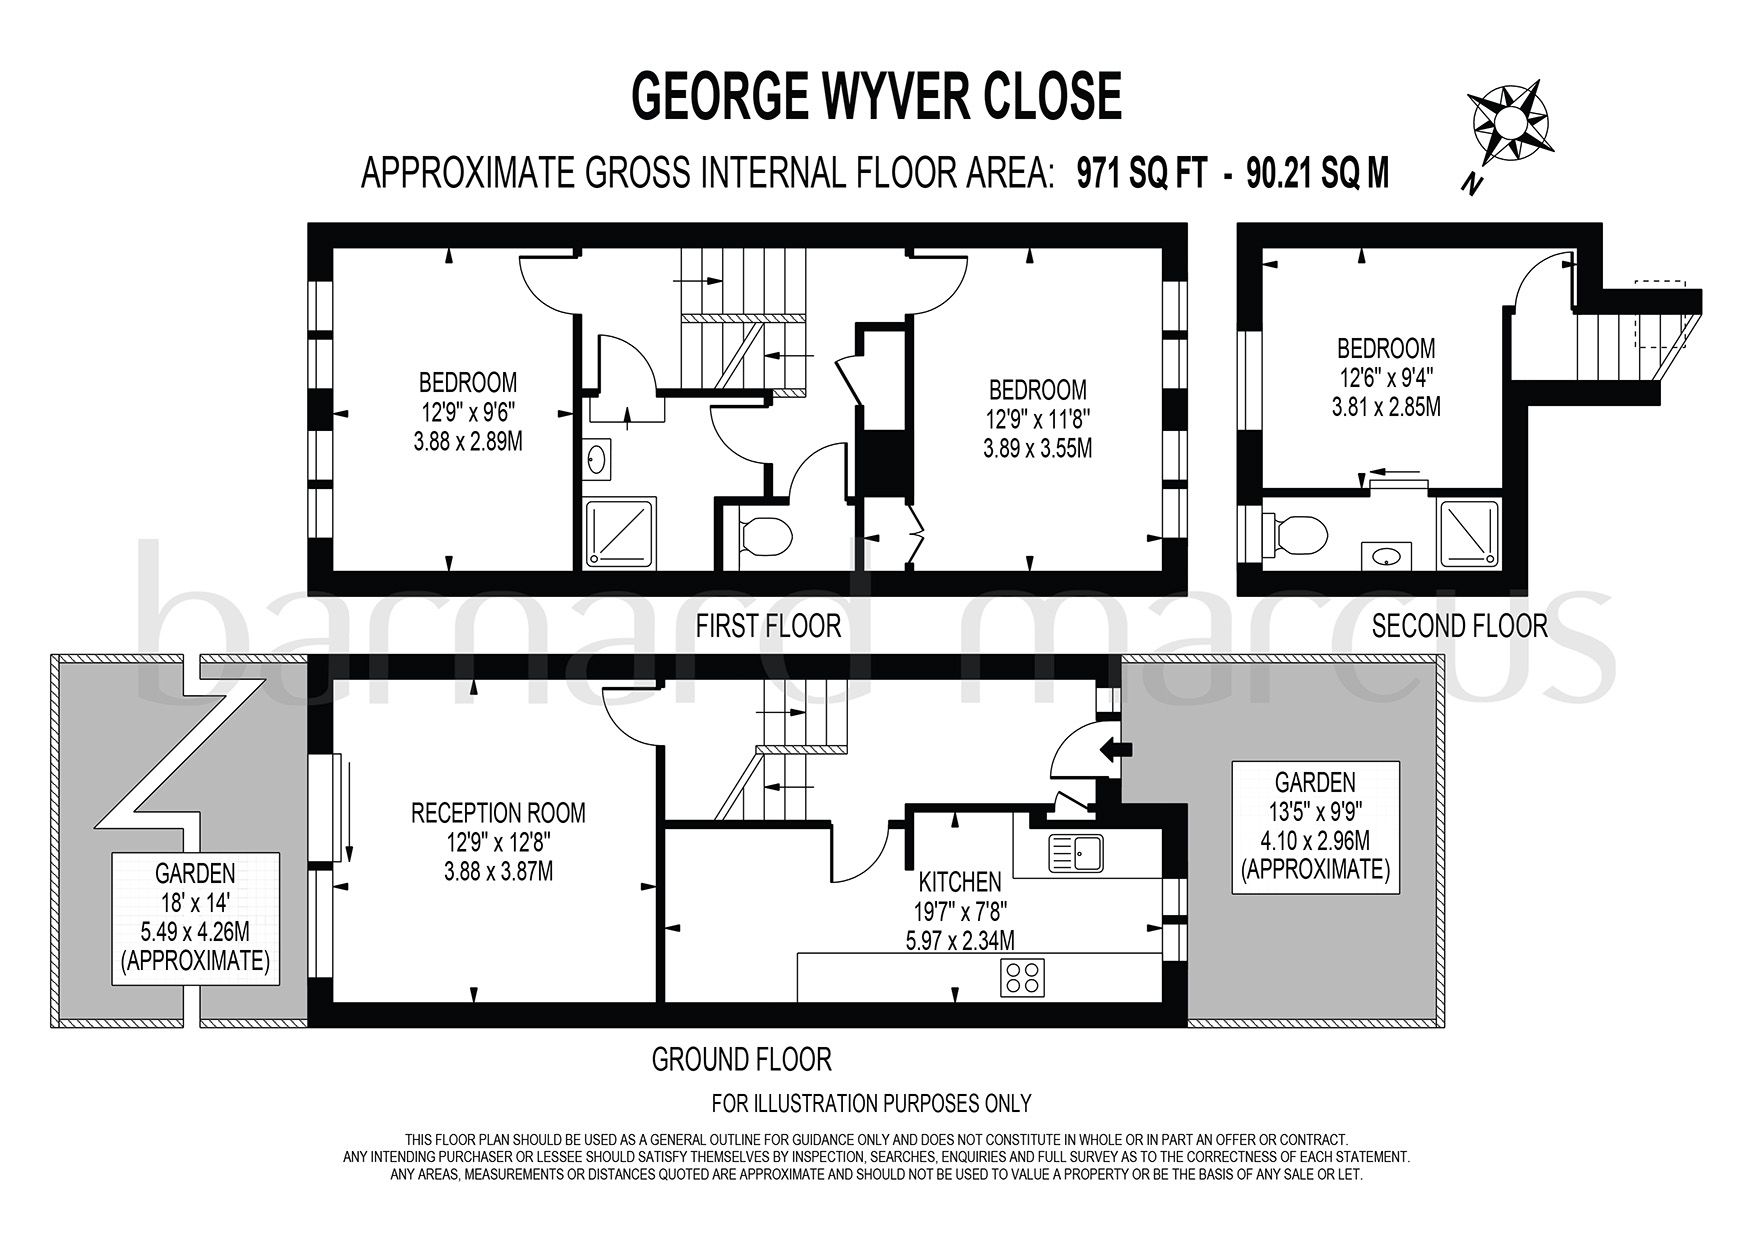 GEORGE WYVER CLOSE
APPROXIMATE GROSS INTERNAL FLOOR AREA: 971 SQ FT - 90.21 SQ M
N
BEDROOM
12'9" x 9'6"
3.88 x 2.89M
BEDROOM
12'9" x 11'8"
3.89 x 3.55M
BEDROOM
12'6" x 9'4"
3.81 x 2.85M
FIRST FLOOR
SECOND FLOOR
barnard marcus
GARDEN
18' x 14'
5.49 x 4.26M
(APPROXIMATE)
RECEPTION ROOM
12'9" x 12'8"
3.88 x 3.87M
KITCHEN
19'7" x 7'8"
5.97 x 2.34M
GARDEN
13'5" x 9'9"
4.10 x 2.96M
(APPROXIMATE)
GROUND FLOOR
FOR ILLUSTRATION PURPOSES ONLY
THIS FLOOR PLAN SHOULD BE USED AS A GENERAL OUTLINE FOR GUIDANCE ONLY AND DOES NOT CONSTITUTE IN WHOLE OR IN PART AN OFFER OR CONTRACT.
ANY INTENDING PURCHASER OR LESSEE SHOULD SATISFY THEMSELVES BY INSPECTION, SEARCHES, ENQUIRIES AND FULL SURVEY AS TO THE CORRECTNESS OF EACH STATEMENT.
ANY AREAS, MEASUREMENTS OR DISTANCES QUOTED ARE APPROXIMATE AND SHOULD NOT BE USED TO VALUE A PROPERTY OR BE THE BASIS OF ANY SALE OR LET.